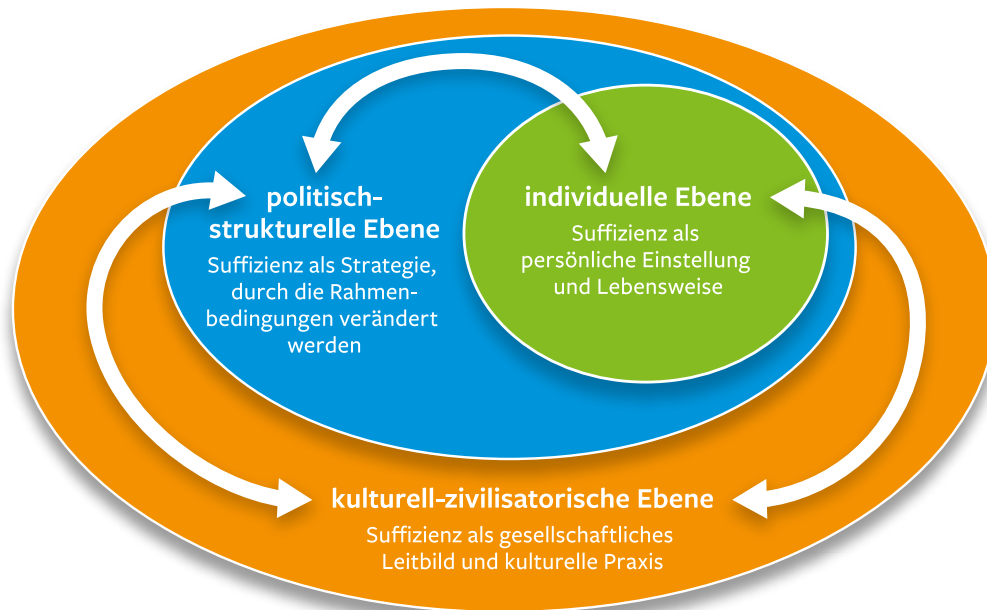 politisch-
strukturelle Ebene
Suffizienz als Strategie,
durch die Rahmen-
bedingungen verändert
werden
individuelle Ebene
Suffizienz als
persönliche Einstellung
und Lebensweise
kulturell-zivilisatorische Ebene
Suffizienz als gesellschaftliches
Leitbild und kulturelle Praxis